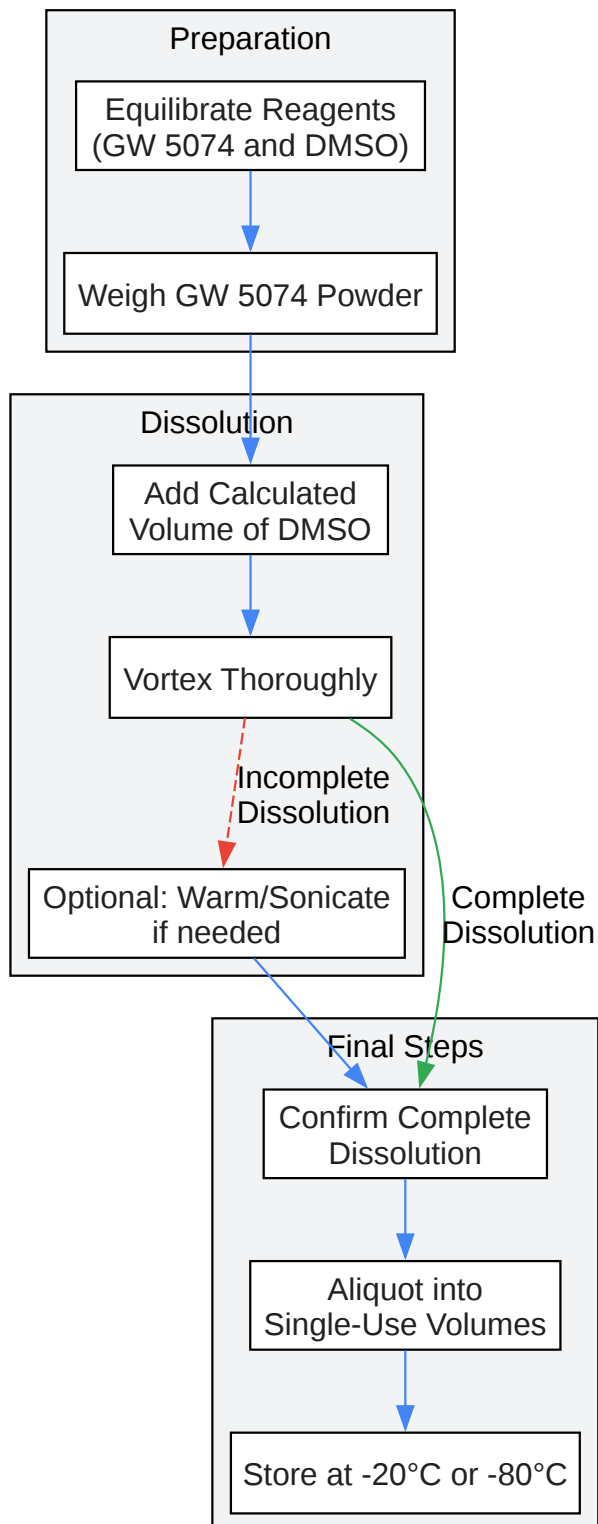 Preparation
Equilibrate Reagents
(GW 5074 and DMSO)
Weigh GW 5074 Powder
Dissolution
Add Calculated
Volume of DMSO
Vortex Thoroughly
Incomplete
Dissolution
Optional: Warm/Sonicate
if needed
Complete
Dissolution
Final Steps
Confirm Complete
Dissolution
Aliquot into
Single-Use Volumes
Store at -20°C or -80°C